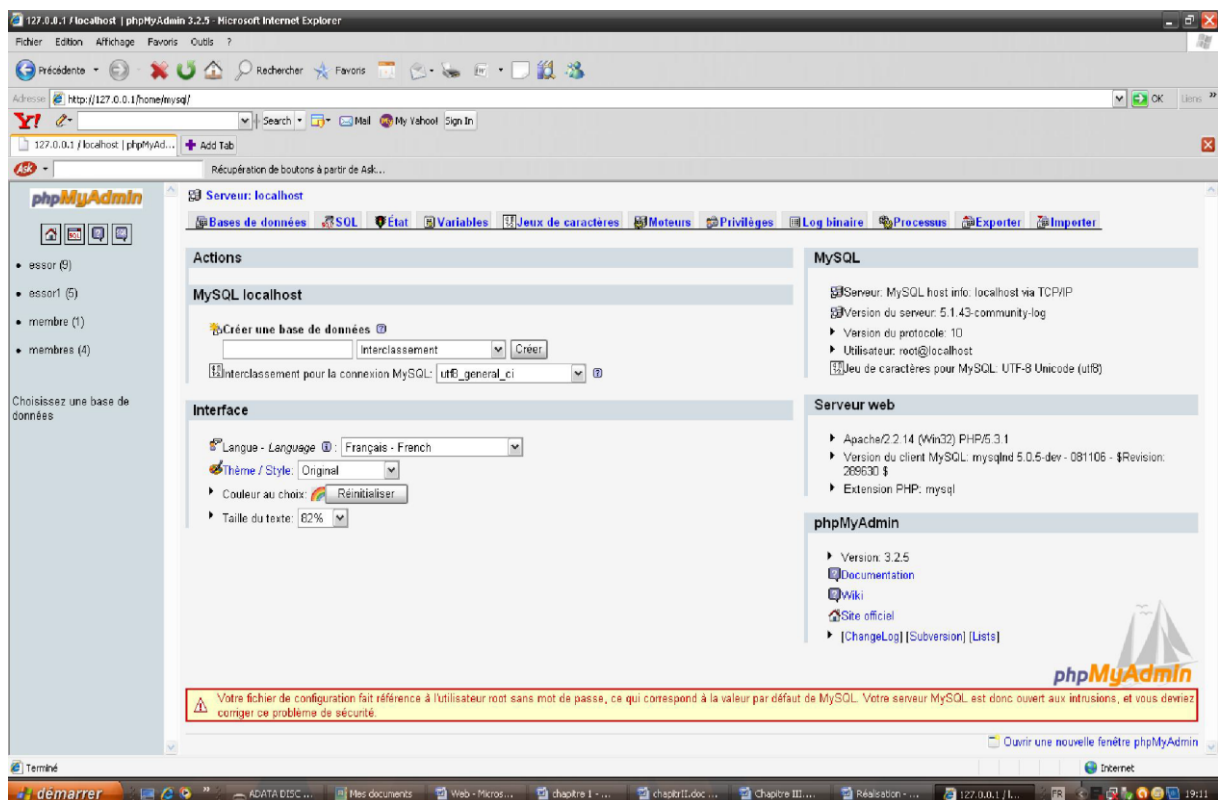 127.0.0.1 / localhost | phpMyAdmin 3.2.5 - Microsoft Internet Explorer
Fichier Edition Affichage Favoris Outils ?
Précédente Rechercher Favoris
Adresse http://127.0.0.1/home/mysql/ OK Liens »
Y! Search Mail My Yahoo! Sign In
127.0.0.1 / localhost | phpMyAd... Add Tab
Ask Récupération de boutons à partir de Ask...
phpMyAdmin
Serveur: localhost
Bases de données SQL État Variables Jeux de caractères Moteurs Privilèges Log binaire Processus Exporter Importer
essor (9)
essor1 (5)
membre (1)
membres (4)
Choisissez une base de
données
Actions
MySQL localhost
Créer une base de données
Interclassement Créer
Interclassement pour la connexion MySQL: utf8_general_ci
Interface
Langue - Language : Français - French
Thème / Style: Original
Couleur au choix: Réinitialiser
Taille du texte: 82%
MySQL
Serveur: MySQL host info: localhost via TCP/IP
Version du serveur: 5.1.43-community-log
Version du protocole: 10
Utilisateur: root@localhost
Jeu de caractères pour MySQL: UTF-8 Unicode (utf8)
Serveur web
Apache/2.2.14 (Win32) PHP/5.3.1
Version du client MySQL: mysqlnd 5.0.5-dev - 081106 - $Revision:
289630 $
Extension PHP: mysql
phpMyAdmin
Version: 3.2.5
Documentation
Wiki
Site officiel
[ChangeLog] [Subversion] [Lists]
phpMyAdmin
Votre fichier de configuration fait référence à l'utilisateur root sans mot de passe, ce qui correspond à la valeur par défaut de MySQL. Votre serveur MySQL est donc ouvert aux intrusions, et vous devriez
corriger ce problème de sécurité.
Ouvrir une nouvelle fenêtre phpMyAdmin
Terminé Internet
démarrer » ADATA DISC ... Mes documents Web - Micros... chapitre 1 - ... chapitrII.doc ... Chapitre III.... Réalisation - ... 127.0.0.1 / l... FR 19:11